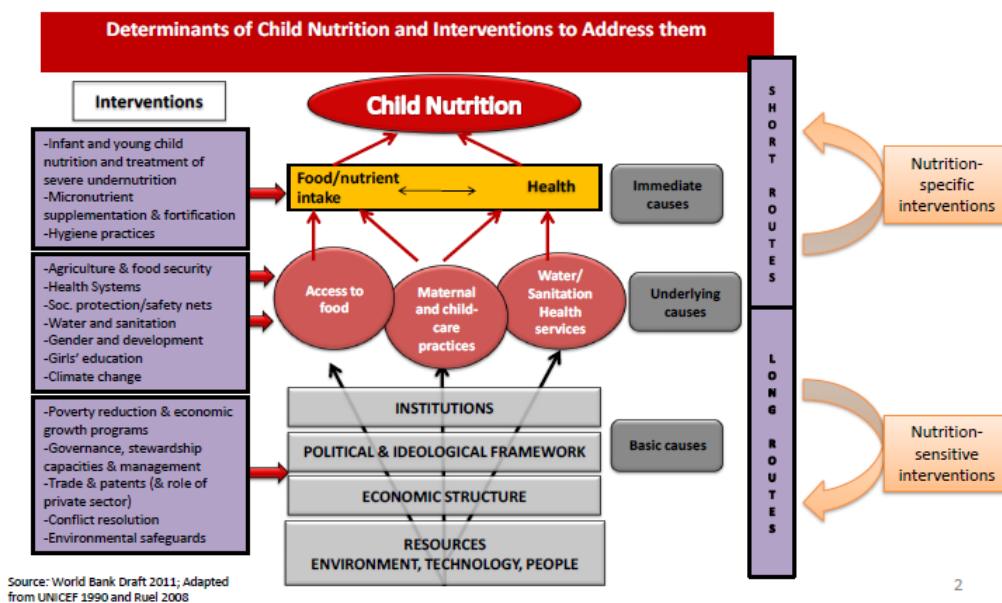 Determinants of Child Nutrition and Interventions to Address them
Interventions
-Infant and young child
nutrition and treatment of
severe undernutrition
-Micronutrient
supplementation & fortification
-Hygiene practices
-Agriculture & food security
-Health Systems
-Soc. protection/safety nets
-Water and sanitation
-Gender and development
-Girls' education
-Climate change
-Poverty reduction & economic
growth programs
-Governance, stewardship
capacities & management
-Trade & patents (& role of
private sector)
-Conflict resolution
-Environmental safeguards
Child Nutrition
Food/nutrient
intake
Health
Immediate
causes
Access to
food
Maternal
and child-
care
practices
Water/
Sanitation
Health
services
Underlying
causes
INSTITUTIONS
POLITICAL & IDEOLOGICAL FRAMEWORK
ECONOMIC STRUCTURE
RESOURCES
ENVIRONMENT, TECHNOLOGY, PEOPLE
Basic causes
SHORT ROUTES
LONG ROUTES
Nutrition-
specific
interventions
Nutrition-
sensitive
interventions
Source: World Bank Draft 2011; Adapted
from UNICEF 1990 and Ruel 2008
2